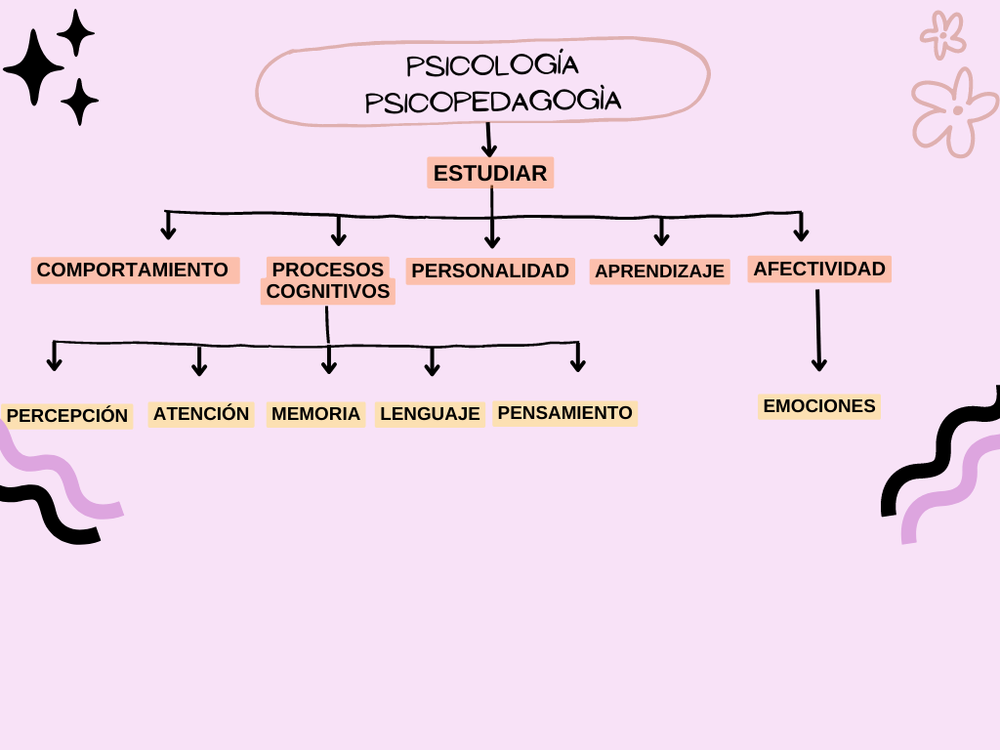 PSICOLOGÍA
PSICOPEDAGOGÌA
ESTUDIAR
COMPORTAMIENTO
PROCESOS
COGNITIVOS
PERSONALIDAD
APRENDIZAJE
AFECTIVIDAD
PERCEPCIÓN
ATENCIÓN
MEMORIA
LENGUAJE
PENSAMIENTO
EMOCIONES